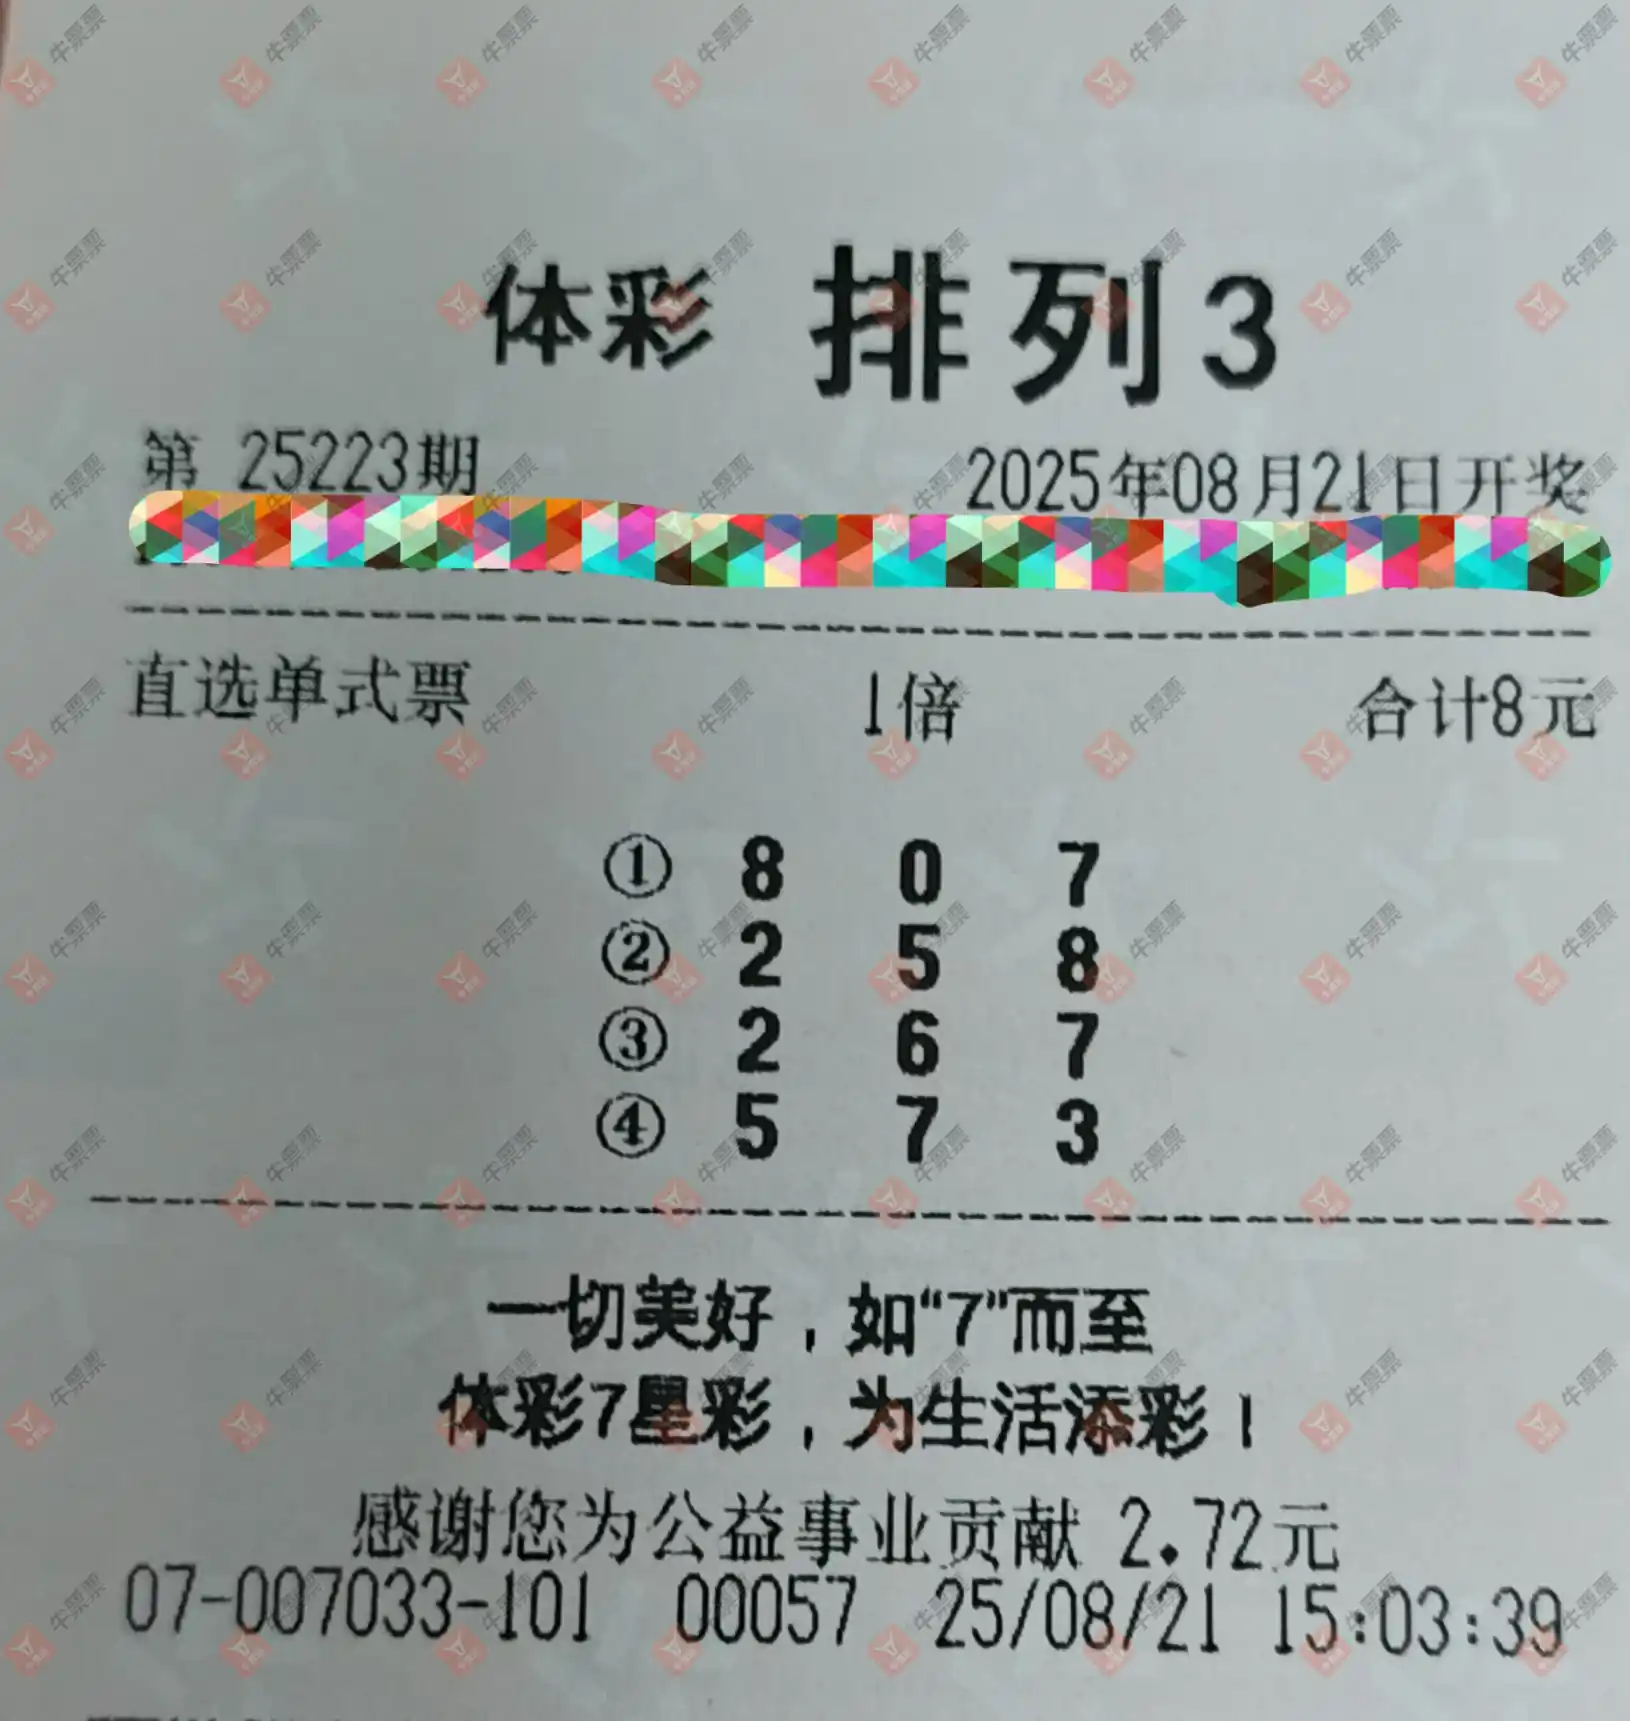 体彩 排列3
第 25223期 2025年08月21日开奖
直选单式票 1倍 合计8元
① 8 0 7
② 2 5 8
③ 2 6 7
④ 5 7 3
一切美好，如“7”而至
体彩7星彩，为生活添彩！
感谢您为公益事业贡献 2.72元
07-007033-101 00057 25/08/21 15:03:39
牛票票